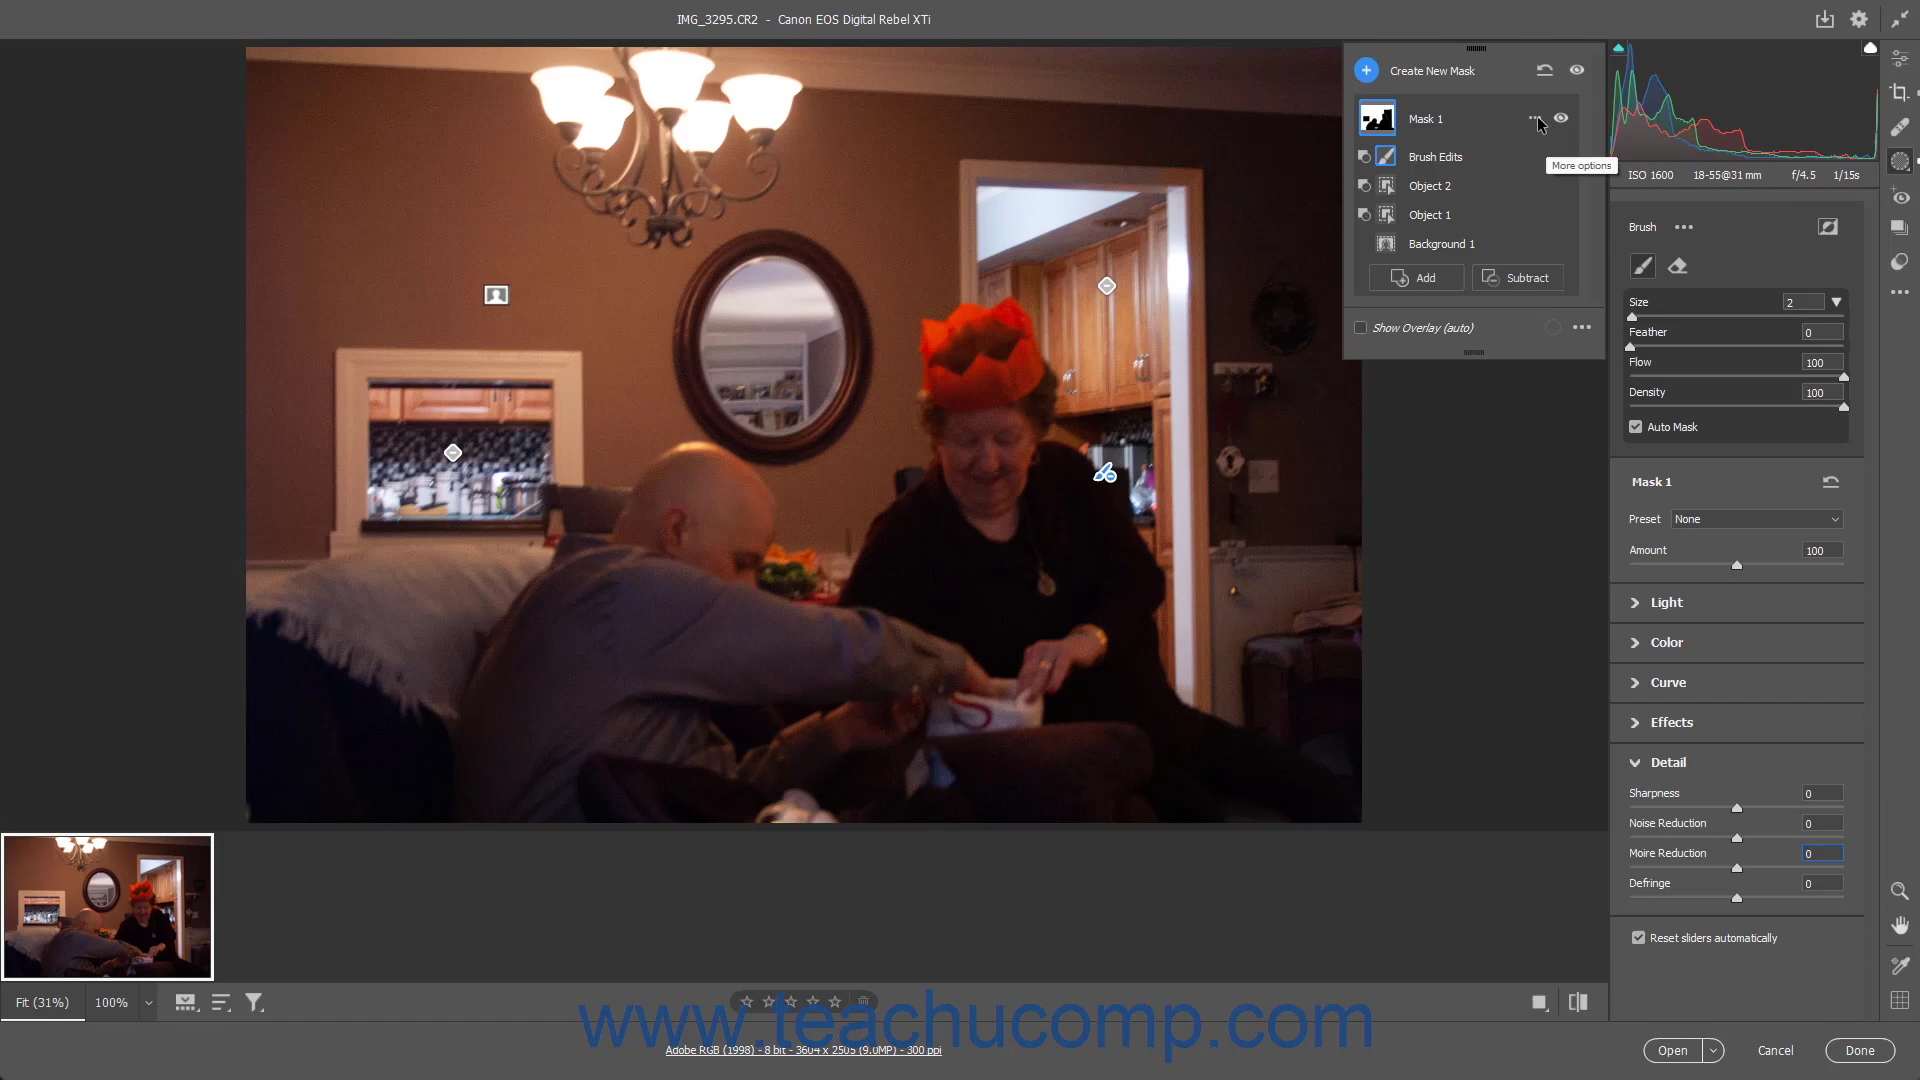 IMG_3295.CR2 - Canon EOS Digital Rebel XTi
Create New Mask
Mask 1
More options
Brush Edits
Object 2
Object 1
Background 1
Add
Subtract
Show Overlay (auto)
ISO 1600 18-55@31 mm f/4.5 1/15s
Brush
Size 2
Feather 0
Flow 100
Density 100
Auto Mask
Mask 1
Preset None
Amount 100
Light
Color
Curve
Effects
Detail
Sharpness 0
Noise Reduction 0
Moire Reduction 0
Defringe 0
Reset sliders automatically
Fit (31%) 100%
www.teachucomp.com
Adobe RGB (1998) - 8 bit - 3604 x 2505 (9.0MP) - 300 ppi
Open Cancel Done